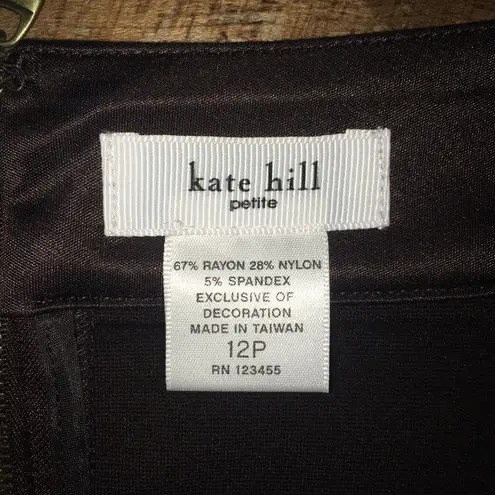 kate hill
petite
67% RAYON 28% NYLON
5% SPANDEX
EXCLUSIVE OF
DECORATION
MADE IN TAIWAN
12P
RN 123455